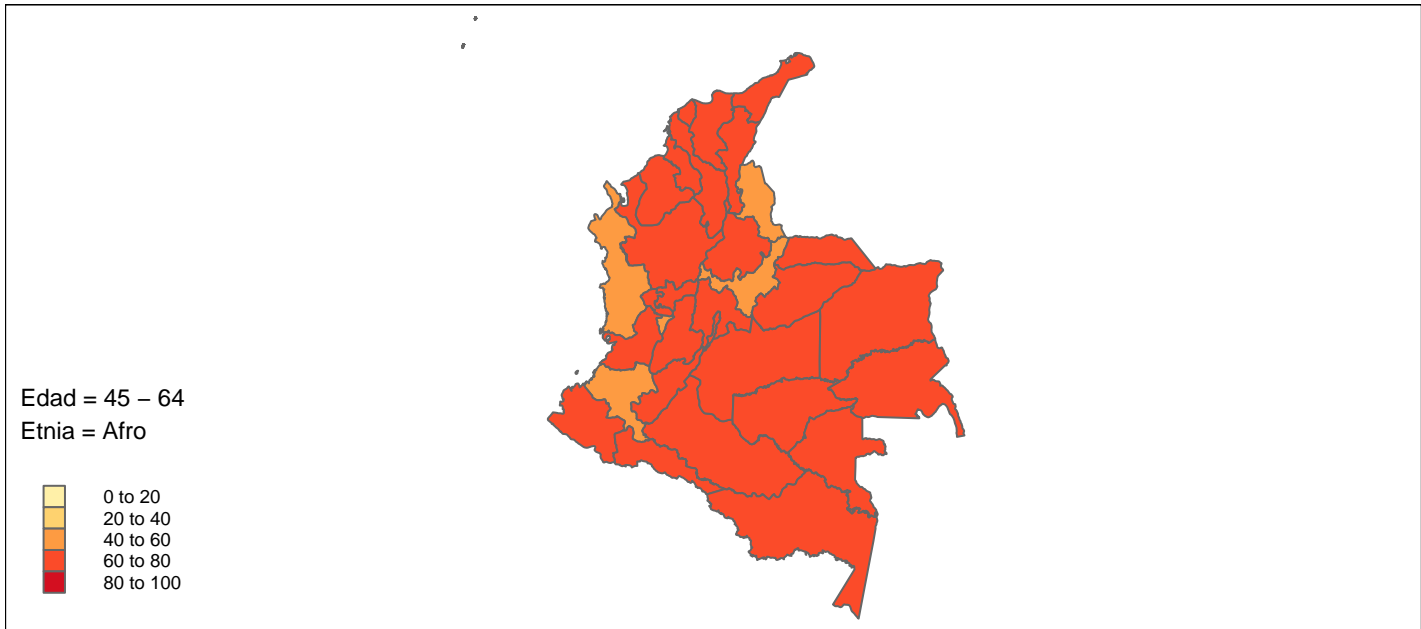 Edad = 45 – 64
Etnia = Afro
0 to 20
20 to 40
40 to 60
60 to 80
80 to 100